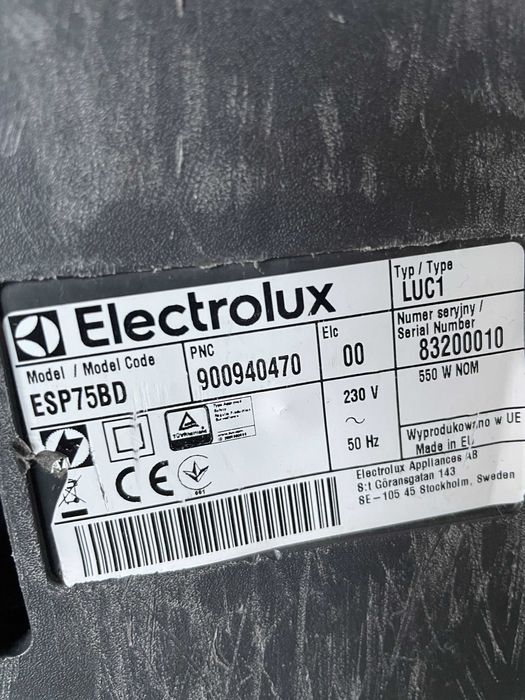 Electrolux
Typ / Type
LUC1
Model / Model Code
ESP75BD
PNC
900940470
Elc
00
Numer seryjny /
Serial Number
83200010
230 V
~
50 Hz
550 W NOM
TÜVRheinland
CE
Wyprodukowano w UE
Made in EU
Electrolux Appliances AB
S:t Göransgatan 143
SE-105 45 Stockholm, Sweden